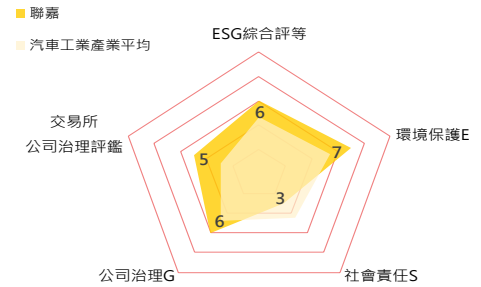 聯嘉
汽車工業產業平均
ESG綜合評等
6
環境保護E
7
交易所
公司治理評鑑
5
3
6
公司治理G
社會責任S